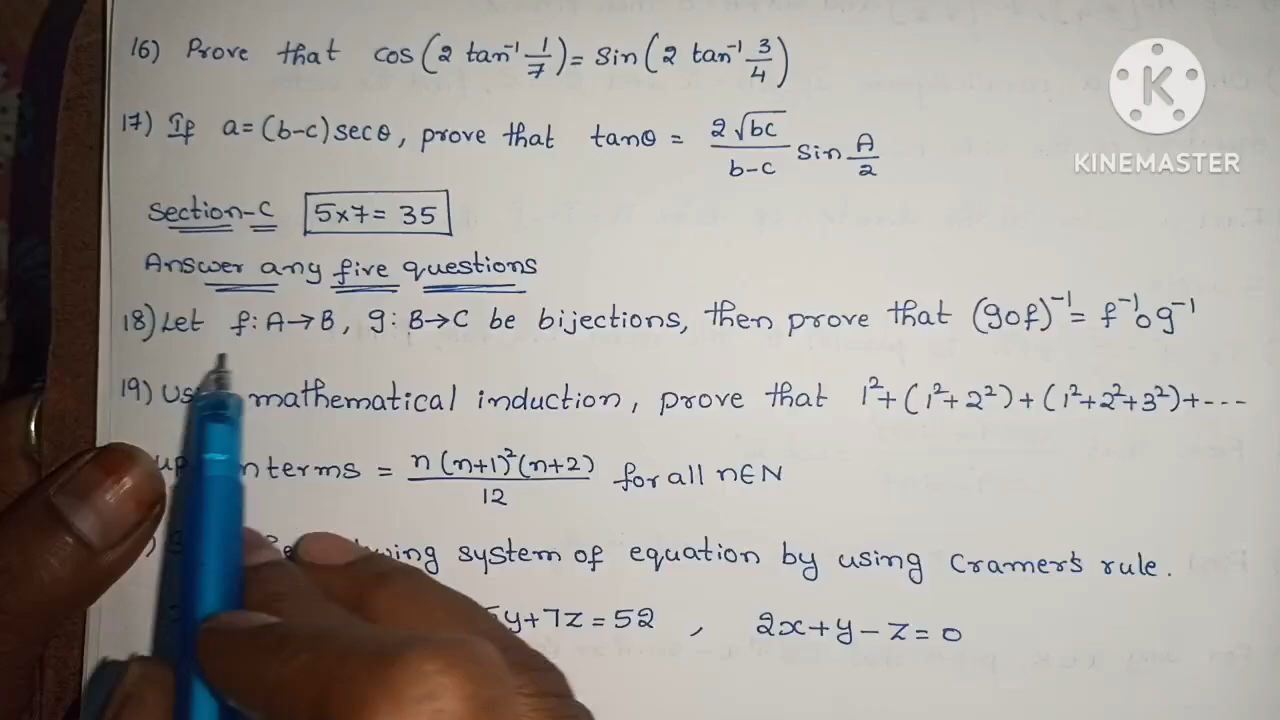 16) Prove that cos(2 tan⁻¹ 1/7) = sin(2 tan⁻¹ 3/4)
17) If a=(b-c) secθ, prove that tanθ = 2√bc/b-c sin A/2
Section-C 5x7=35
Answer any five questions
18) Let f: A→B, g: B→C be bijections, then prove that (gof)⁻¹ = f⁻¹og⁻¹
19) mathematical induction, prove that 1²+(1²+2²)+(1²+2²+3²)+----
n terms = n(n+1)²(n+2)/12 for all n∈N
system of equation by using Cramer's rule.
y+7z=52, 2x+y-z=0
K
KINEMASTER